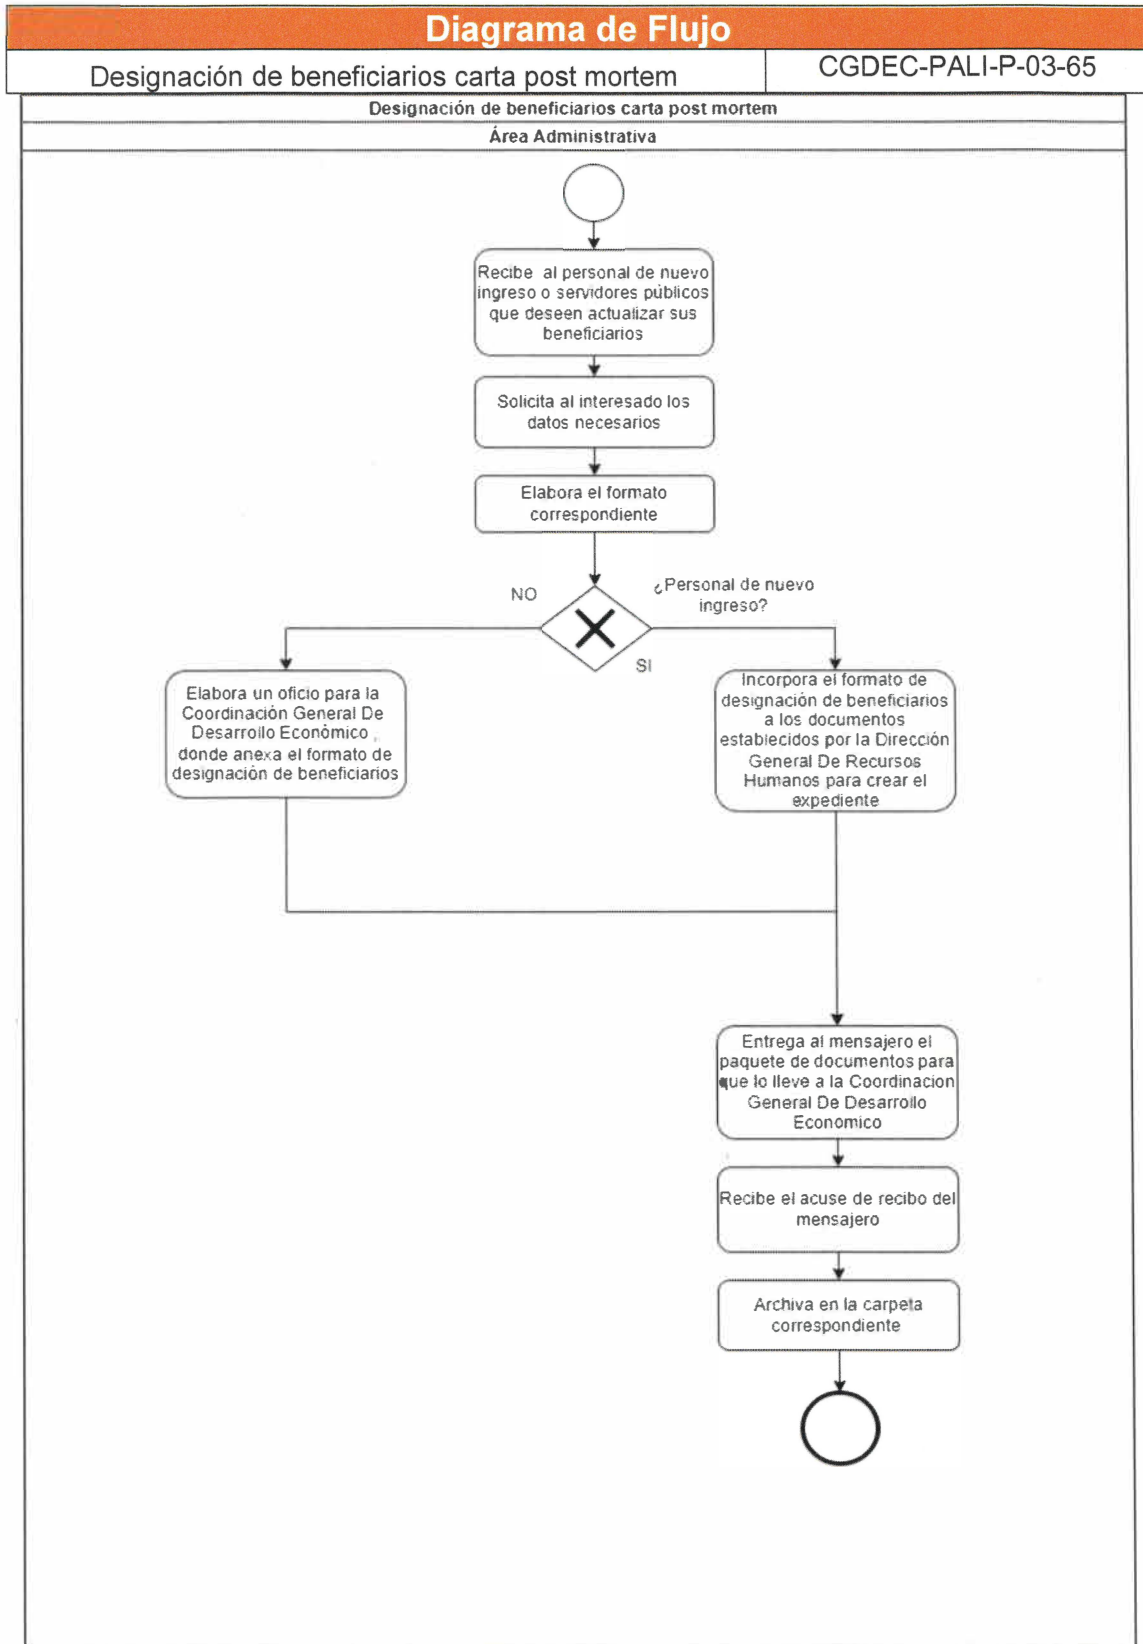 Diagrama de Flujo
Designación de beneficiarios carta post mortem
CGDEC-PALI-P-03-65
Designación de beneficiarios carta post mortem
Área Administrativa
Recibe al personal de nuevo
ingreso o servidores públicos
que deseen actualizar sus
beneficiarios
Solicita al interesado los
datos necesarios
Elabora el formato
correspondiente
NO
¿Personal de nuevo
ingreso?
SI
Elabora un oficio para la
Coordinación General De
Desarrollo Económico ,
donde anexa el formato de
designación de beneficiarios
Incorpora el formato de
designación de beneficiarios
a los documentos
establecidos por la Dirección
General De Recursos
Humanos para crear el
expediente
Entrega al mensajero el
paquete de documentos para
que lo lleve a la Coordinacion
General De Desarrollo
Económico
Recibe el acuse de recibo del
mensajero
Archiva en la carpeta
correspondiente